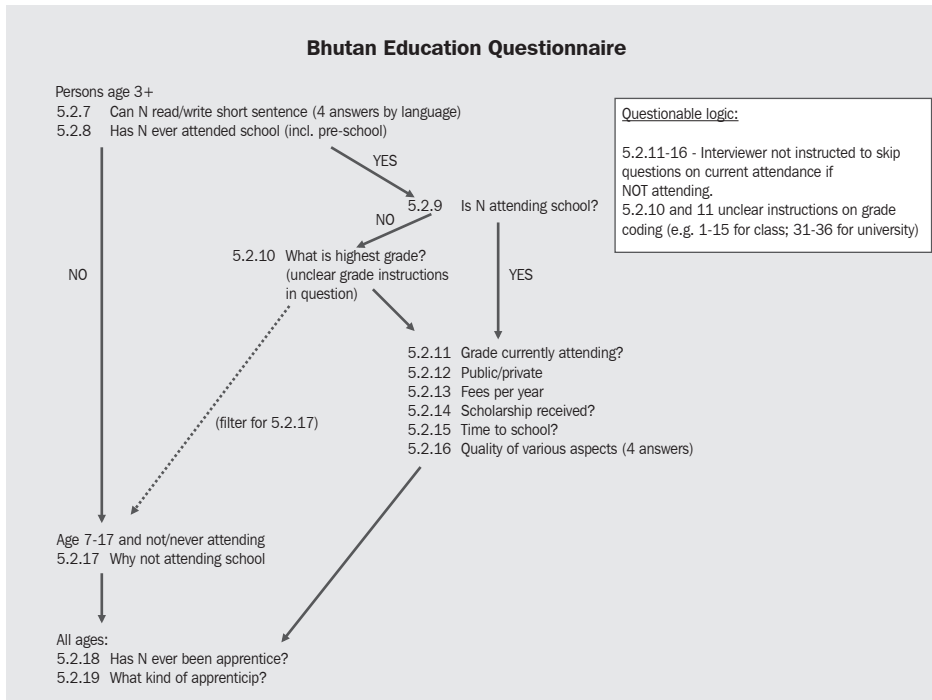 Bhutan Education Questionnaire
Persons age 3+
5.2.7 Can N read/write short sentence (4 answers by language)
5.2.8 Has N ever attended school (incl. pre-school)
Questionable logic:
5.2.11-16 - Interviewer not instructed to skip
questions on current attendance if
NOT attending.
5.2.10 and 11 unclear instructions on grade
coding (e.g. 1-15 for class; 31-36 for university)
YES
5.2.9 Is N attending school?
NO
5.2.10 What is highest grade?
(unclear grade instructions
in question)
NO
YES
5.2.11 Grade currently attending?
5.2.12 Public/private
5.2.13 Fees per year
5.2.14 Scholarship received?
5.2.15 Time to school?
5.2.16 Quality of various aspects (4 answers)
(filter for 5.2.17)
Age 7-17 and not/never attending
5.2.17 Why not attending school
All ages:
5.2.18 Has N ever been apprentice?
5.2.19 What kind of apprenticip?